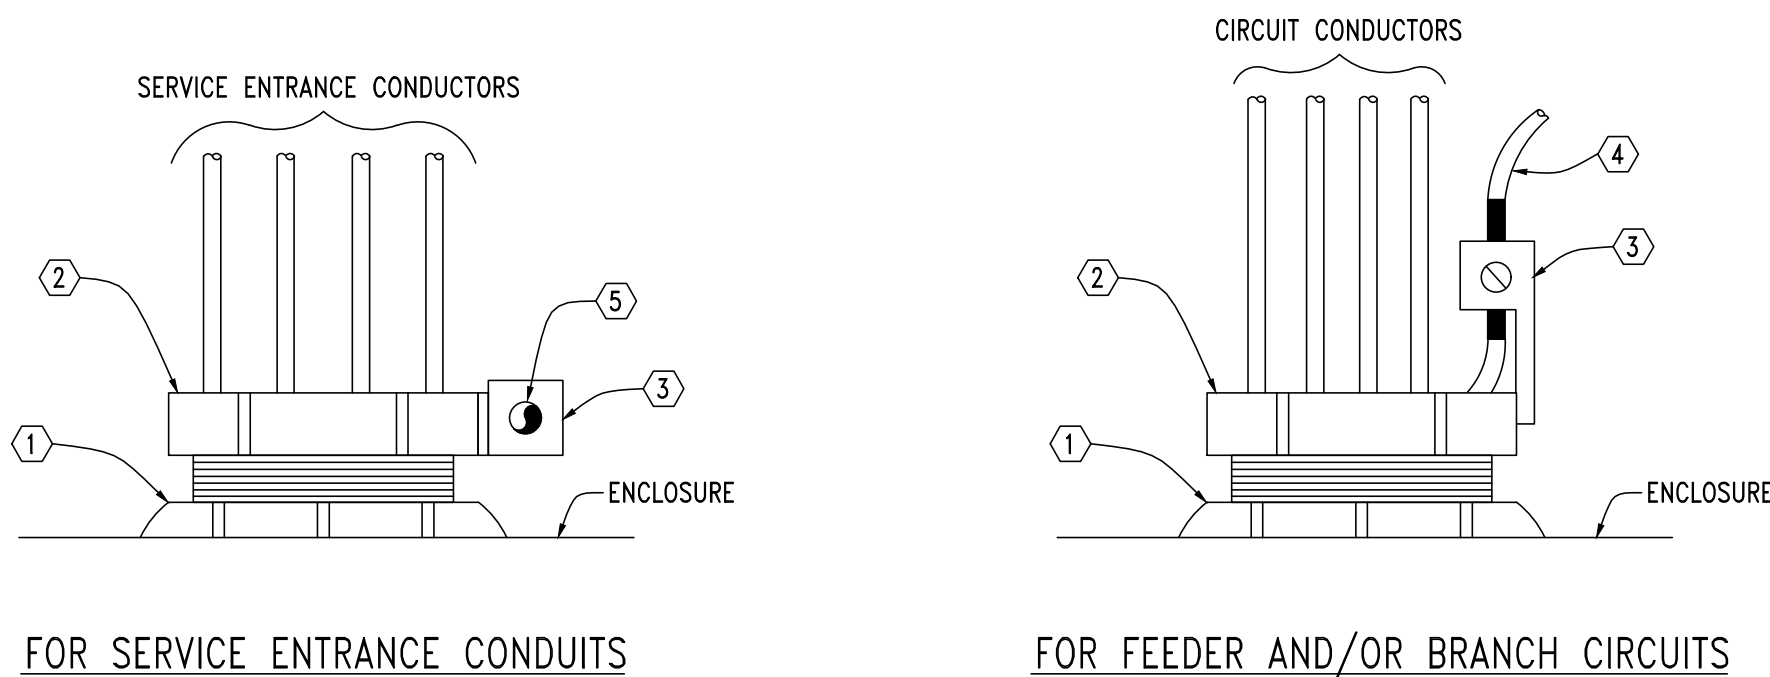 SERVICE ENTRANCE CONDUCTORS
2
5
3
1
ENCLOSURE
FOR SERVICE ENTRANCE CONDUITS
CIRCUIT CONDUCTORS
4
3
2
1
ENCLOSURE
FOR FEEDER AND/OR BRANCH CIRCUITS